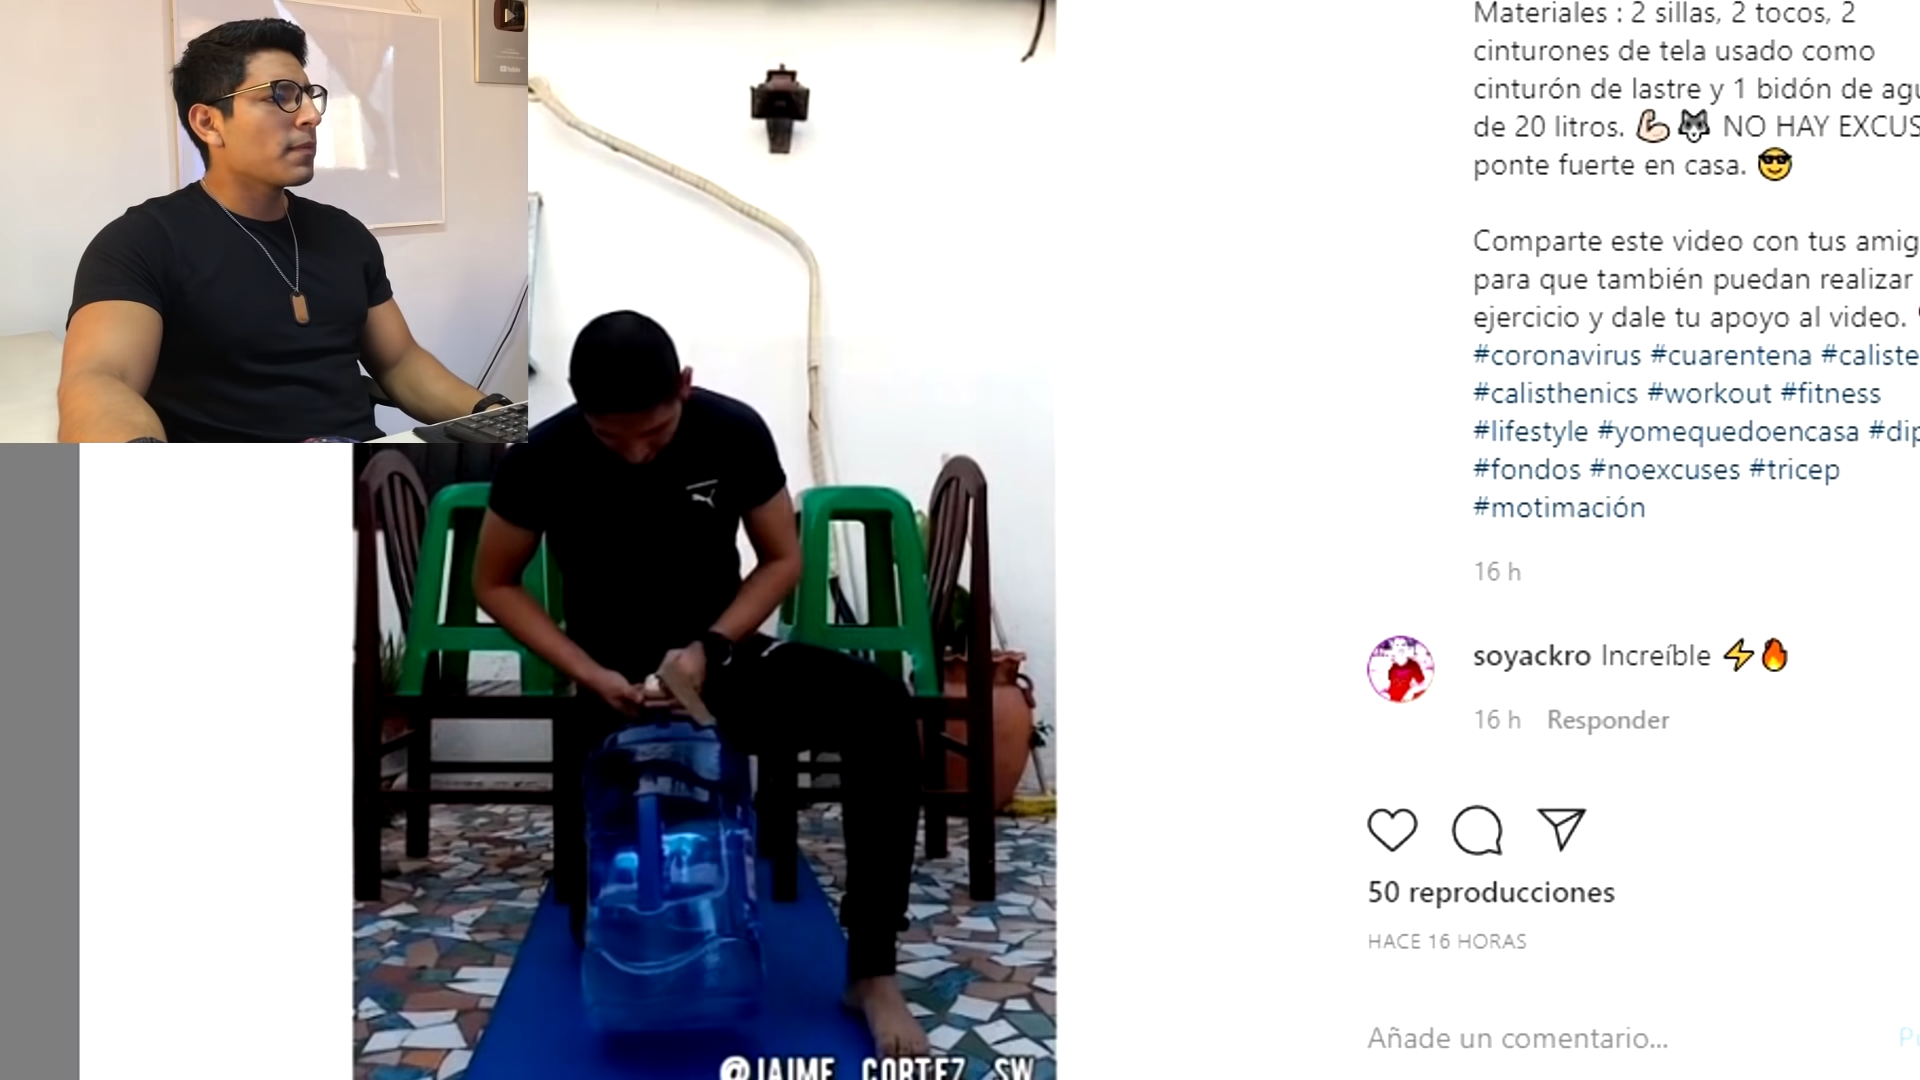 Materiales : 2 sillas, 2 tocos, 2
cinturones de tela usado como
cinturón de lastre y 1 bidón de agu
de 20 litros. 💪🏻🐺 NO HAY EXCUS
ponte fuerte en casa. 😎
Comparte este video con tus amig
para que también puedan realizar
ejercicio y dale tu apoyo al video.
#coronavirus #cuarentena #caliste
#calisthenics #workout #fitness
#lifestyle #yomequedoencasa #dip
#fondos #noexcuses #tricep
#motimación
16 h
soyackro Increíble ⚡🔥
16 h Responder
50 reproducciones
HACE 16 HORAS
Añade un comentario...
@JAIME_CORTEZ_SW